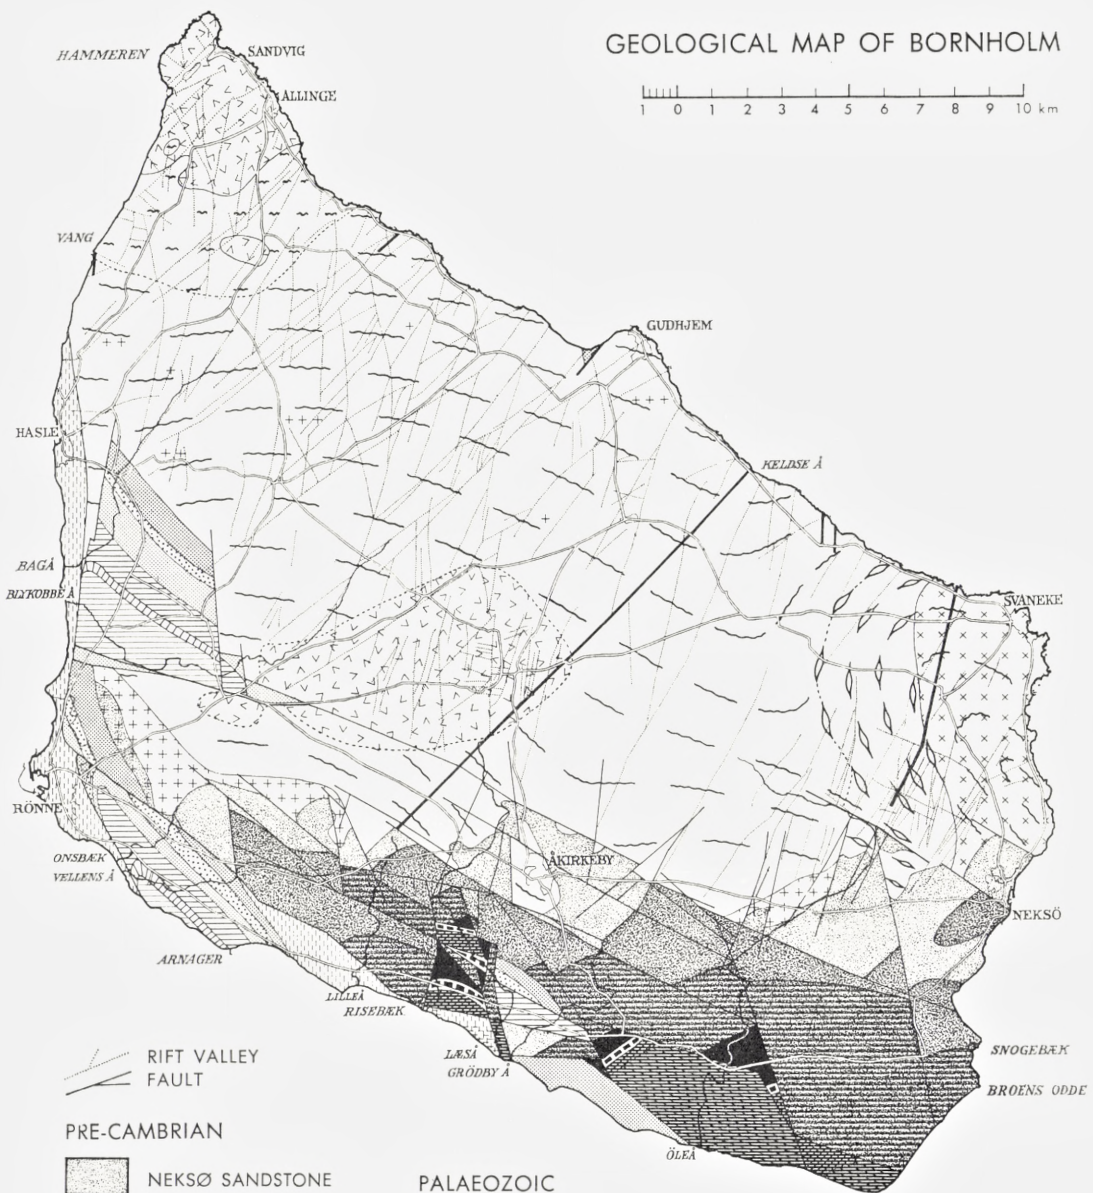 HAMMEREN
SANDVIG
GEOLOGICAL MAP OF BORNHOLM
ALLINGE
1 0 1 2 3 4 5 6 7 8 9 10 km
VANG
GUDHJEM
HASLE
KELDSE Å
BAGÅ
BLYKOBBE Å
SVANEKE
RÖNNE
ONSBÆK
VELLENS Å
ÅKIRKEBY
NEKSÖ
ARNAGER
LILLEÅ
RISEBÆK
LÆSÅ
GRÖDBY Å
SNOGEBÆK
BROENS ODDE
RIFT VALLEY
FAULT
ÖLEÅ
PRE-CAMBRIAN
NEKSØ SANDSTONE
PALAEOZOIC